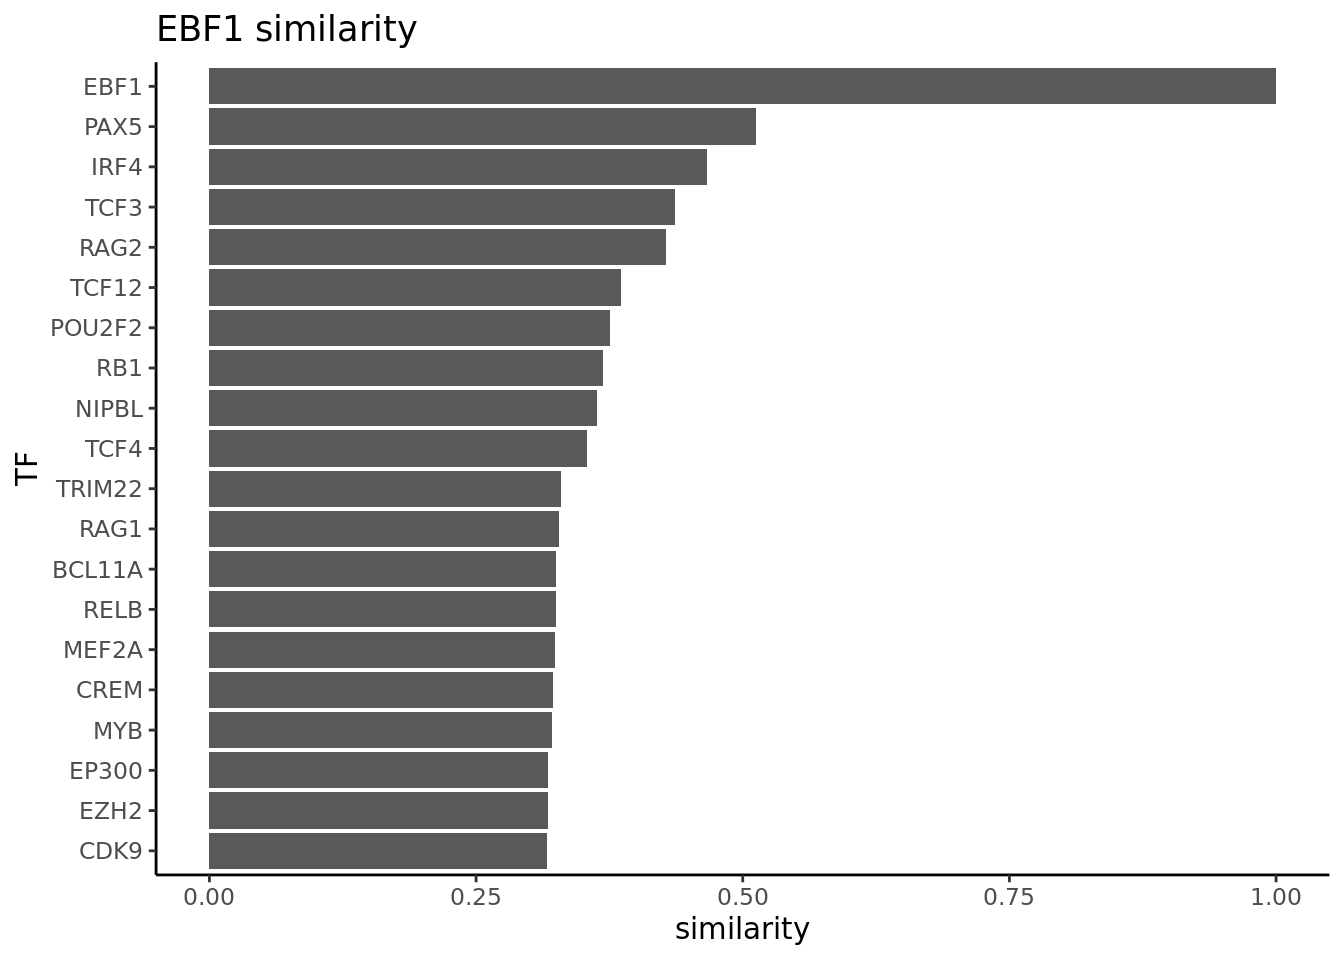 EBF1 similarity
EBF1
PAX5
IRF4
TCF3
RAG2
TCF12
POU2F2
RB1
NIPBL
TCF4
TRIM22
RAG1
BCL11A
RELB
MEF2A
CREM
MYB
EP300
EZH2
CDK9
TF
0.00 0.25 0.50 0.75 1.00
similarity